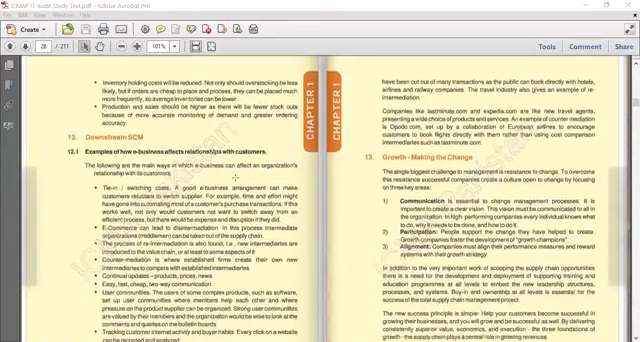 ICMAP IT Audit Study Text.pdf - Adobe Acrobat Pro
File Edit View Window Help
Create
26 / 211
101%
Tools Comment Share
Inventory holding costs will be reduced. Not only should overstocking be less
likely, but if orders are cheap to place and process, they can be placed much
more frequently, so average inventories can be lower.
Production and sales should be higher as there will be fewer stock outs
because of more accurate monitoring of demand and greater ordering
accuracy.
12. Downstream SCM
12.1 Examples of how e-business affects relationships with customers.
The following are the main ways in which e-business can affect an organization's
relationship with its customers.
Tie-in / switching costs. A good e-business arrangement can make
customers reluctant to switch supplier. For example, time and effort might
have gone into automating most of a customer's purchase transactions. If
this works well, not only would customers not want to switch away from an
efficient process, but there would be expense and disruption if they did.
E-Commerce can lead to disintermediation. In this process intermediate
organizations (middlemen) can be taken out of the supply chain.
The process of re-intermediation is also found, i.e., new intermediaries are
introduced to the value chain, or at least to some aspects of it
Counter-mediation is where established firms create their own new
intermediaries to compete with established intermediaries.
Continual updates – products, prices, news
Easy, fast, cheap, two-way communication
User communities. The users of some complex products, such as software,
set up user communities where members help each other and where
pressure on the product supplier can be organized. Strong user communities
are valued by their members and the organization would be wise to look at the
comments and queries on the bulletin boards
Tracking customer internet activity and buyer habits. Every click on a website
can be recorded and analyzed
CHAPTER 1
CHAPTER 1
have been cut out of many transactions as the public can book directly with hotels,
airlines and railway companies. The travel industry also gives an example of re-
intermediation.
Companies like lastminute.com and expedia.com are like new travel agents,
presenting a wide choice of products and services. An example of counter mediation
is Opodo.com, set up by a collaboration of European airlines to encourage
customers to book flights directly with them rather than using cost comparison
intermediaries such as lastminute.com
13. Growth - Making the Change
The single biggest challenge to management is resistance to change. To overcome
this resistance successful companies create a culture open to change by focusing
on three key areas:
1) Communication is essential to change management processes. It is
important to create a clear vision. This vision must be communicated to all in
the organization. In high-performing companies every individual knows what to
do, why it needs to be done, and how to do it.
2) Participation: People support the change they have helped to create.
Growth companies foster the development of "growth champions"
3) Alignment: Companies must align their performance measures and reward
systems with their growth strategy
In addition to the very important work of scooping the supply chain opportunities
there is need for the development and deployment of supporting training and
education programmes at all levels to embed the new leadership structures,
processes, and systems. Buy-in and ownership at all levels is essential for the
success of the total supply chain management project.
The new success principle is simple: Help your customers become successful in
growing their businesses, and you will grow and be successful as well. By delivering
consistently superior value, economics, and execution - the three foundations of
growth - the supply chain plays a central role in growing revenues.